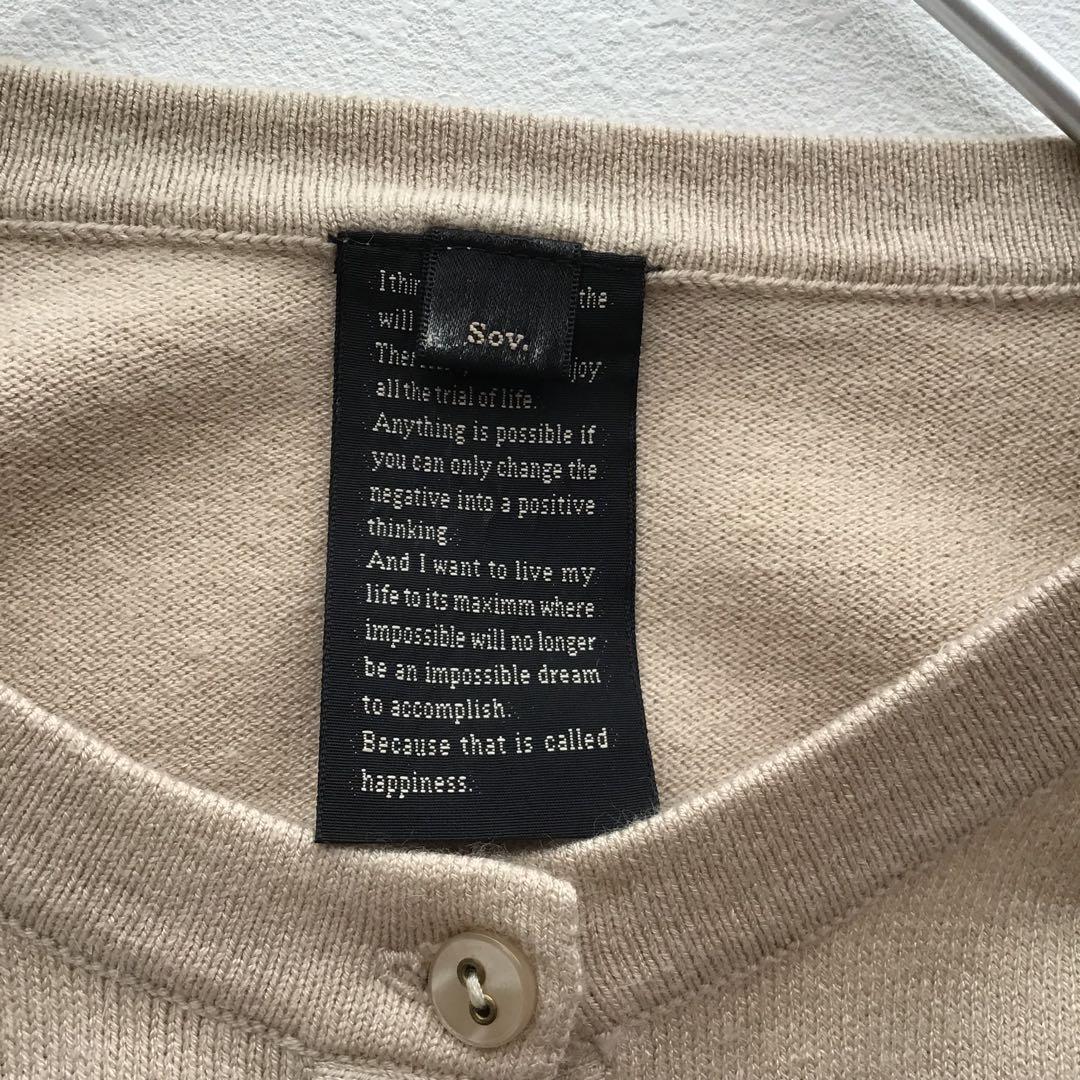 the
will
Sov.
joy
all the trial of life.
Anything is possible if
you can only change the
negative into a positive
thinking.
And I want to live my
life to its maximm where
impossible will no longer
be an impossible dream
to accomplish.
Because that is called
happiness.